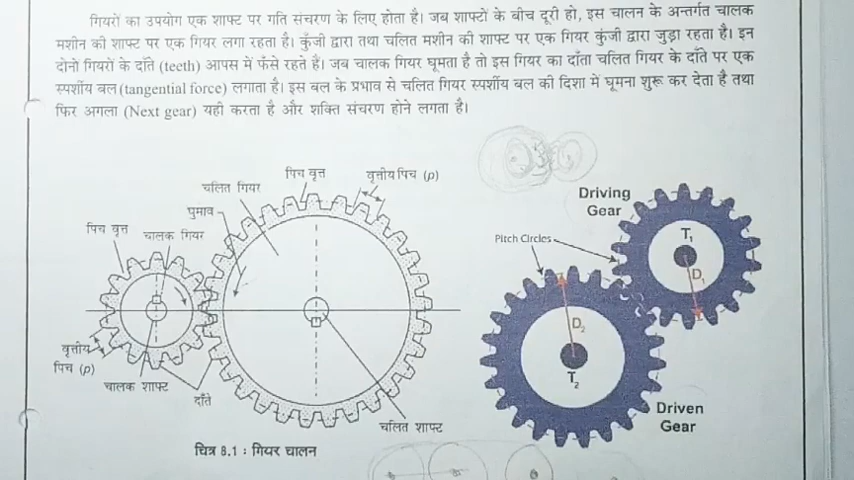 गियरों का उपयोग एक शाफ्ट पर गति संचरण के लिए होता है। जब शाफ्टों के बीच दूरी हो, इस चालन के अन्तर्गत चालक
मशीन की शाफ्ट पर एक गियर लगा रहता है। कुंजी द्वारा तथा चलित मशीन की शाफ्ट पर एक गियर कुंजी द्वारा जुड़ा रहता है। इन
दोनो गियरों के दाँते (teeth) आपस में फँसे रहते हैं। जब चालक गियर घूमता है तो इस गियर का दाँता चलित गियर के दाँते पर एक
स्पर्शीय बल (tangential force) लगाता है। इस बल के प्रभाव से चलित गियर स्पर्शीय बल की दिशा में घूमना शुरू कर देता है तथा
फिर अगला (Next gear) यही करता है और शक्ति संचरण होने लगता है।
पिच वृत्त
वृत्तीय पिच (p)
चलित गियर
घुमाव
पिच वृत्त
चालक गियर
वृत्तीय
पिच (p)
चालक शाफ्ट
दाँते
चलित शाफ्ट
चित्र 8.1 : गियर चालन
Driving
Gear
Pitch Circles
T1
D1
D2
T2
Driven
Gear